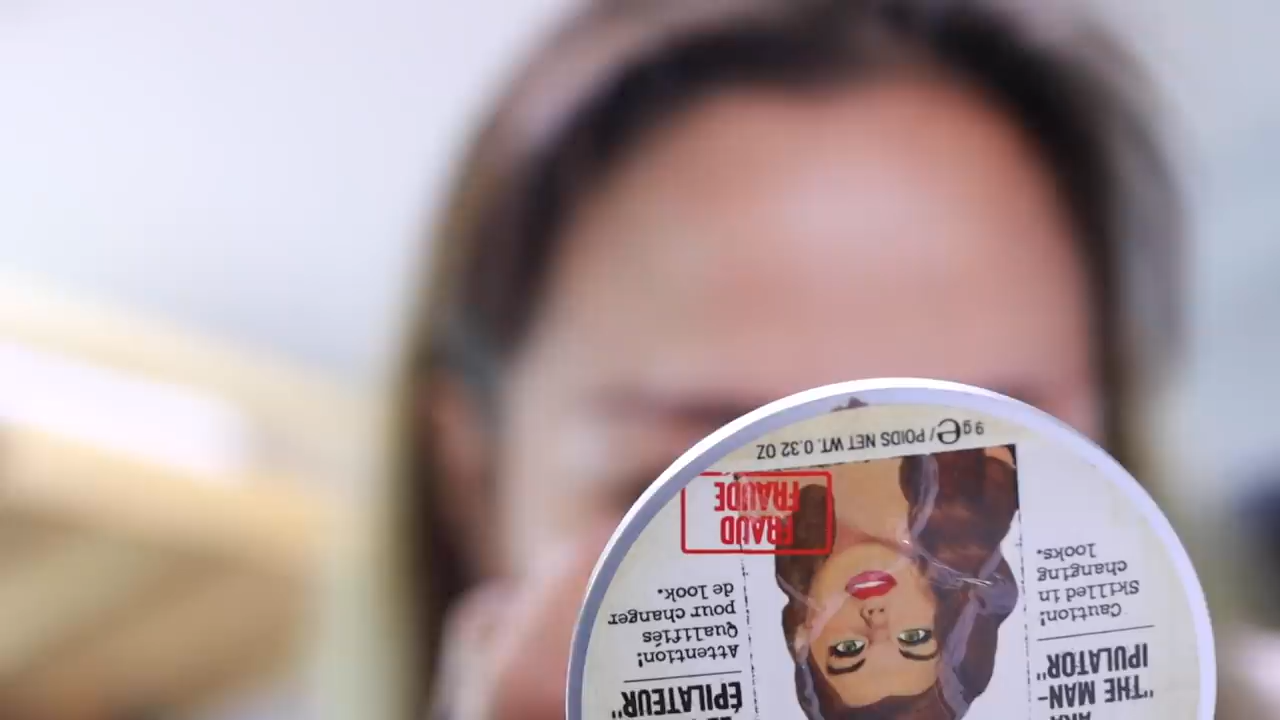 "THE MAN-
IPULATOR"
Caution!
Skilled in
changing
looks.
ÉPILATEUR"
Attention!
Qualifiés
pour changer
de look.
FRAUD
FRAUDE
9 g e / POIDS NET WT. 0.32 OZ